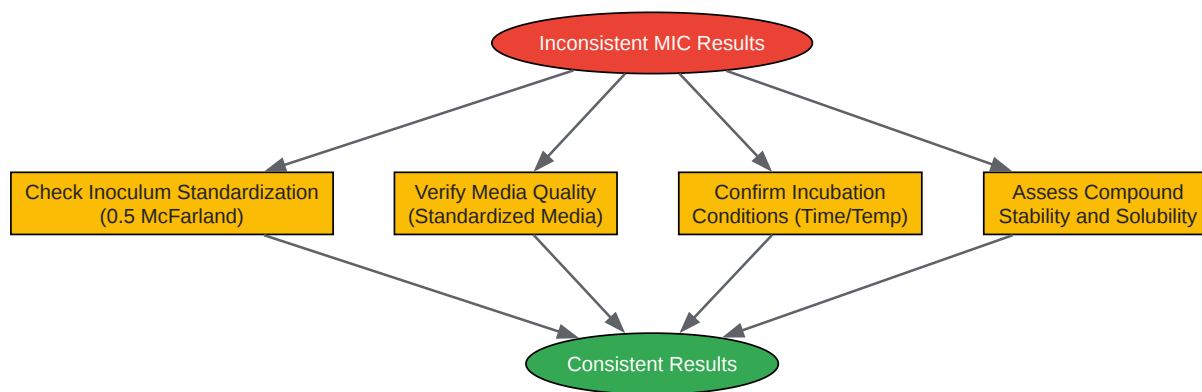 Inconsistent MIC Results
Check Inoculum Standardization
(0.5 McFarland)
Verify Media Quality
(Standardized Media)
Confirm Incubation
Conditions (Time/Temp)
Assess Compound
Stability and Solubility
Consistent Results